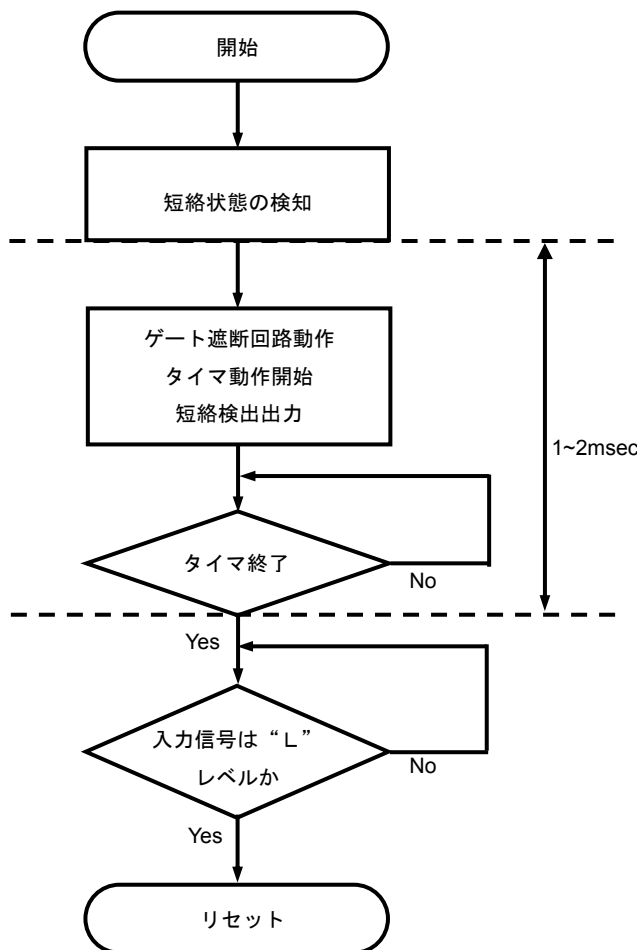 開始
短絡状態の検知
ゲート遮断回路動作
タイマ動作開始
短絡検出出力
1~2msec
タイマ終了
No
Yes
入力信号は“L”
レベルか
No
Yes
リセット